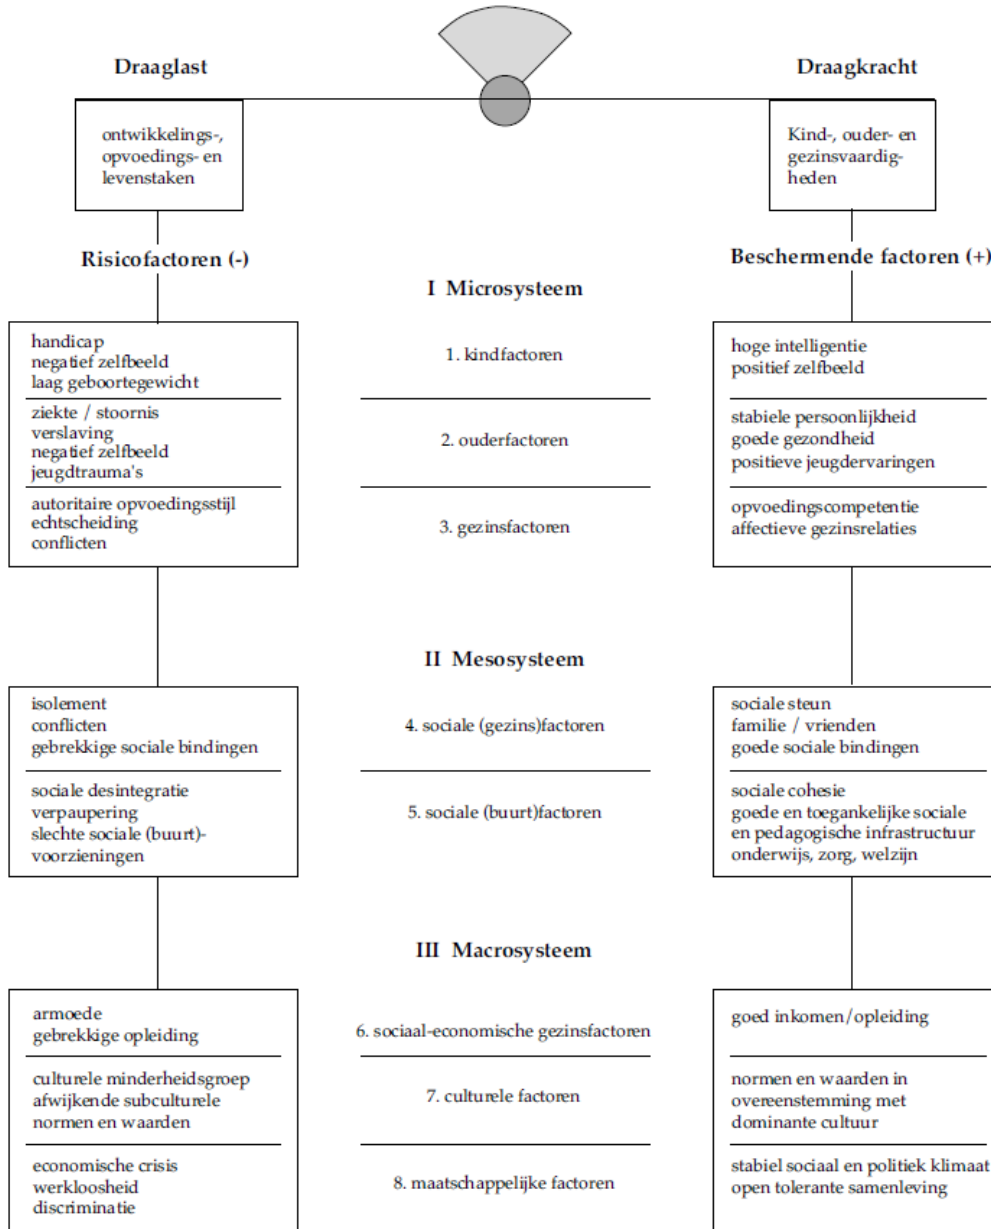 Draaglast
Draagkracht
ontwikkelings-,
opvoedings- en
levenstaken
Kind-, ouder- en
gezinsvaardig-
heden
Risicofactoren (-)
Beschermende factoren (+)
I Microsysteem
handicap
negatief zelfbeeld
laag geboortegewicht
1. kindfactoren
hoge intelligentie
positief zelfbeeld
ziekte / stoornis
verslaving
negatief zelfbeeld
jeugdtrauma's
2. ouderfactoren
stabiele persoonlijkheid
goede gezondheid
positieve jeugdervaringen
autoritaire opvoedingsstijl
echtscheiding
conflicten
3. gezinsfactoren
opvoedingscompetentie
affectieve gezinsrelaties
II Mesosysteem
isolement
conflicten
gebrekkige sociale bindingen
4. sociale (gezins)factoren
sociale steun
familie / vrienden
goede sociale bindingen
sociale desintegratie
verpaupering
slechte sociale (buurt)-
voorzieningen
5. sociale (buurt)factoren
sociale cohesie
goede en toegankelijke sociale
en pedagogische infrastructuur
onderwijs, zorg, welzijn
III Macrosysteem
armoede
gebrekkige opleiding
6. sociaal-economische gezinsfactoren
goed inkomen/opleiding
culturele minderheidsgroep
afwijkende subculturele
normen en waarden
7. culturele factoren
normen en waarden in
overeenstemming met
dominante cultuur
economische crisis
werkloosheid
discriminatie
8. maatschappelijke factoren
stabiel sociaal en politiek klimaat
open tolerante samenleving